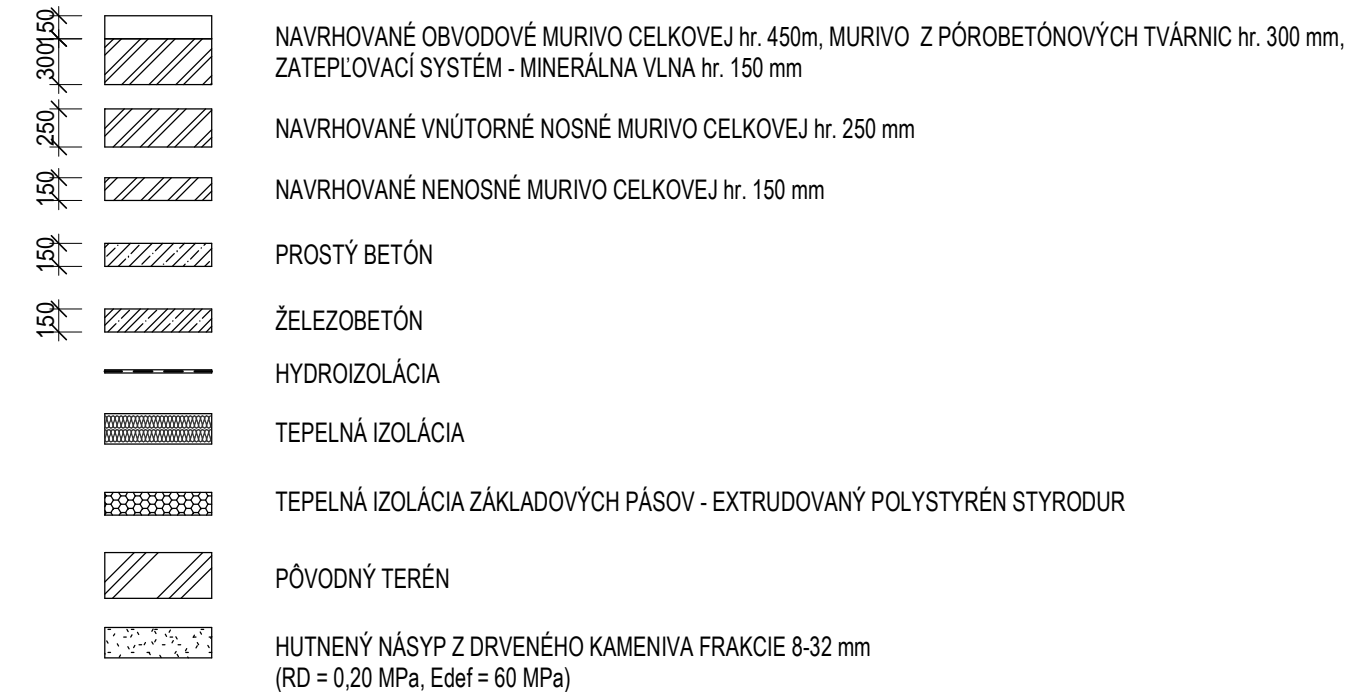 150
300
NAVRHOVANÉ OBVODOVÉ MURIVO CELKOVEJ hr. 450m, MURIVO Z PÓROBETÓNOVÝCH TVÁRNIC hr. 300 mm,
ZATEPĽOVACÍ SYSTÉM - MINERÁLNA VLNA hr. 150 mm
250
NAVRHOVANÉ VNÚTORNÉ NOSNÉ MURIVO CELKOVEJ hr. 250 mm
150
NAVRHOVANÉ NENOSNÉ MURIVO CELKOVEJ hr. 150 mm
150
PROSTÝ BETÓN
150
ŽELEZOBETÓN
HYDROIZOLÁCIA
TEPELNÁ IZOLÁCIA
TEPELNÁ IZOLÁCIA ZÁKLADOVÝCH PÁSOV - EXTRUDOVANÝ POLYSTYRÉN STYRODUR
PÔVODNÝ TERÉN
HUTNENÝ NÁSYP Z DRVENÉHO KAMENIVA FRAKCIE 8-32 mm
(RD = 0,20 MPa, Edef = 60 MPa)